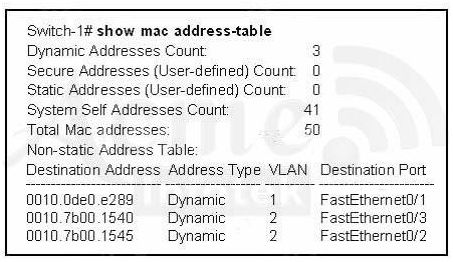 Switch-1# show mac address-table
Dynamic Addresses Count: 3
Secure Addresses (User-defined) Count: 0
Static Addresses (User-defined) Count: 0
System Self Addresses Count: 41
Total Mac addresses: 50
Non-static Address Table:
Destination Address Address Type VLAN Destination Port
0010.0de0.e289 Dynamic 1 FastEthernet0/1
0010.7b00.1540 Dynamic 2 FastEthernet0/3
0010.7b00.1545 Dynamic 2 FastEthernet0/2